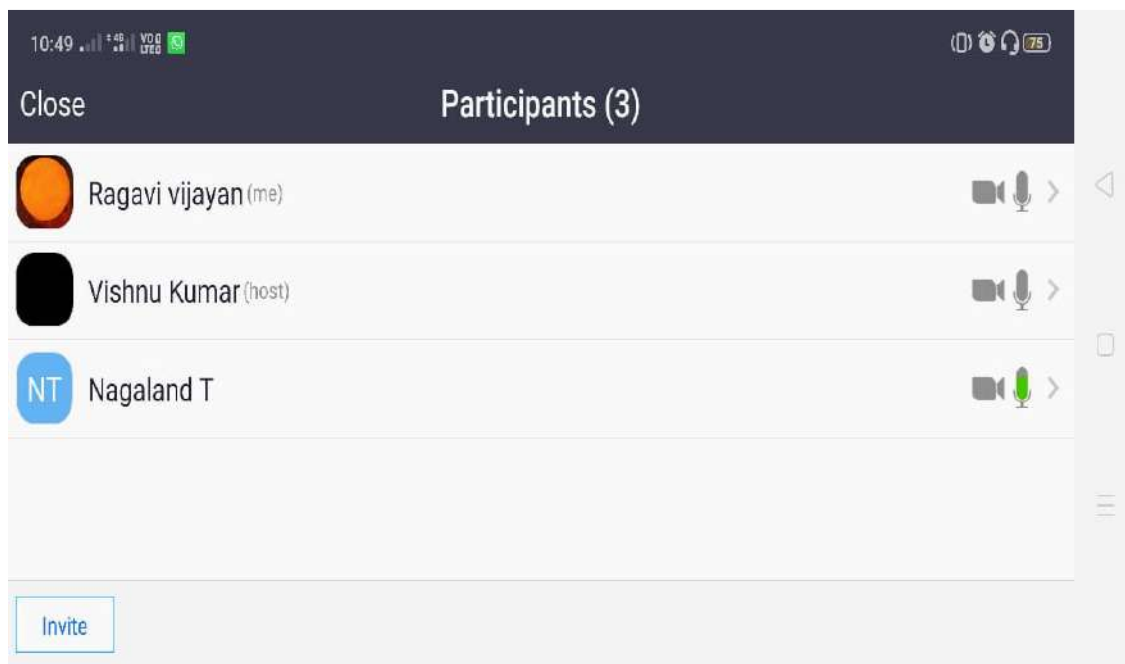 10:49
75
Close
Participants (3)
Ragavi vijayan (me)
Vishnu Kumar (host)
NT Nagaland T
Invite